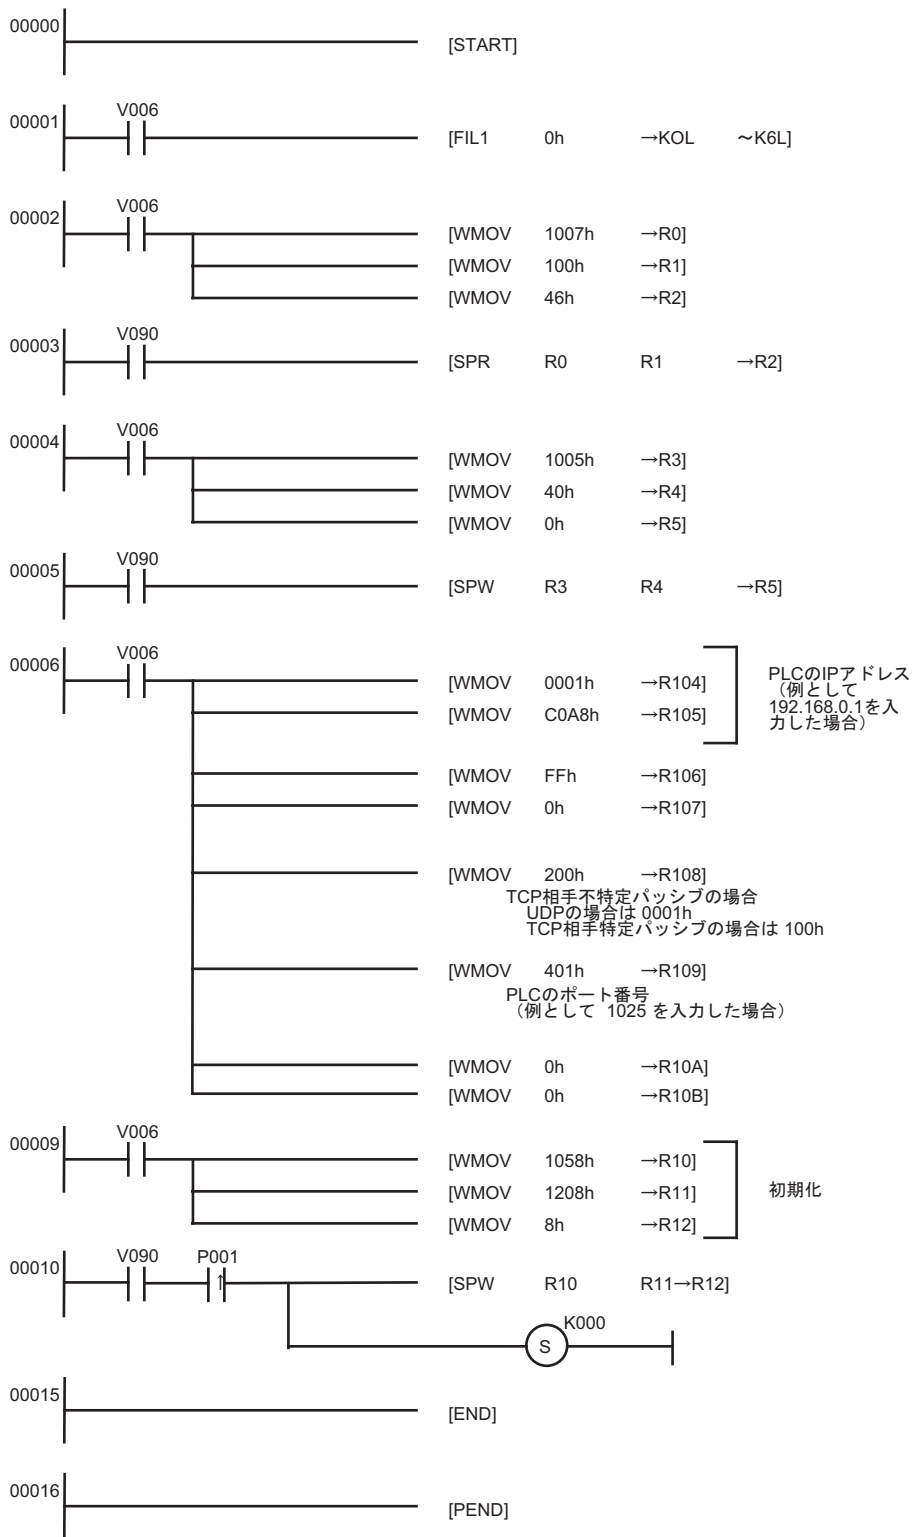 00000
[START]
00001 V006
[FIL1 0h →KOL ～K6L]
00002 V006
[WMOV 1007h →R0]
[WMOV 100h →R1]
[WMOV 46h →R2]
00003 V090
[SPR R0 R1 →R2]
00004 V006
[WMOV 1005h →R3]
[WMOV 40h →R4]
[WMOV 0h →R5]
00005 V090
[SPW R3 R4 →R5]
00006 V006
[WMOV 0001h →R104]
[WMOV C0A8h →R105]
PLCのIPアドレス
（例として
192.168.0.1を入
力した場合）
[WMOV FFh →R106]
[WMOV 0h →R107]
[WMOV 200h →R108]
TCP相手不特定パッシブの場合
UDPの場合は 0001h
TCP相手特定パッシブの場合は 100h
[WMOV 401h →R109]
PLCのポート番号
（例として 1025 を入力した場合）
[WMOV 0h →R10A]
[WMOV 0h →R10B]
00009 V006
[WMOV 1058h →R10]
[WMOV 1208h →R11]
[WMOV 8h →R12]
初期化
00010 V090 P001
↑
[SPW R10 R11→R12]
K000
S
00015
[END]
00016
[PEND]